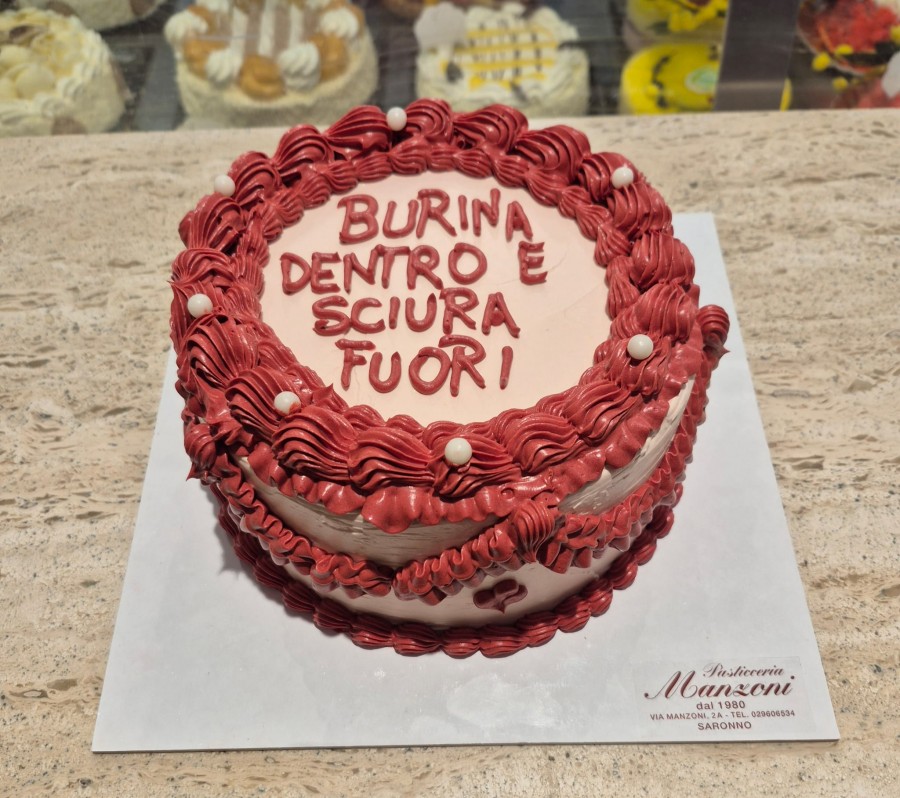 BURINA
DENTRO E
SCIURA
FUORI
Pasticceria
Manzoni
dal 1980
VIA MANZONI, 2A - TEL. 029606534
SARONNO